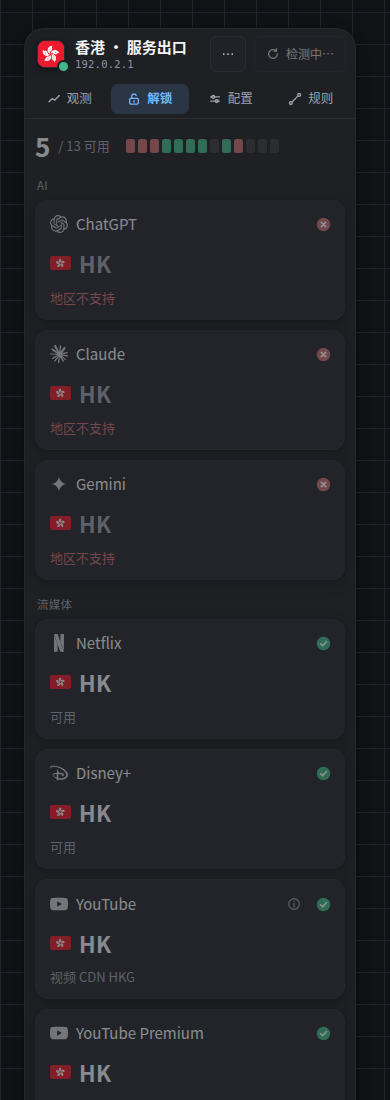 香港 · 服务出口
192.0.2.1
···
检测中…
观测
解锁
配置
规则
5 / 13 可用
AI
ChatGPT
HK
地区不支持
Claude
HK
地区不支持
Gemini
HK
地区不支持
流媒体
Netflix
HK
可用
Disney+
HK
可用
YouTube
HK
视频 CDN HKG
YouTube Premium
HK